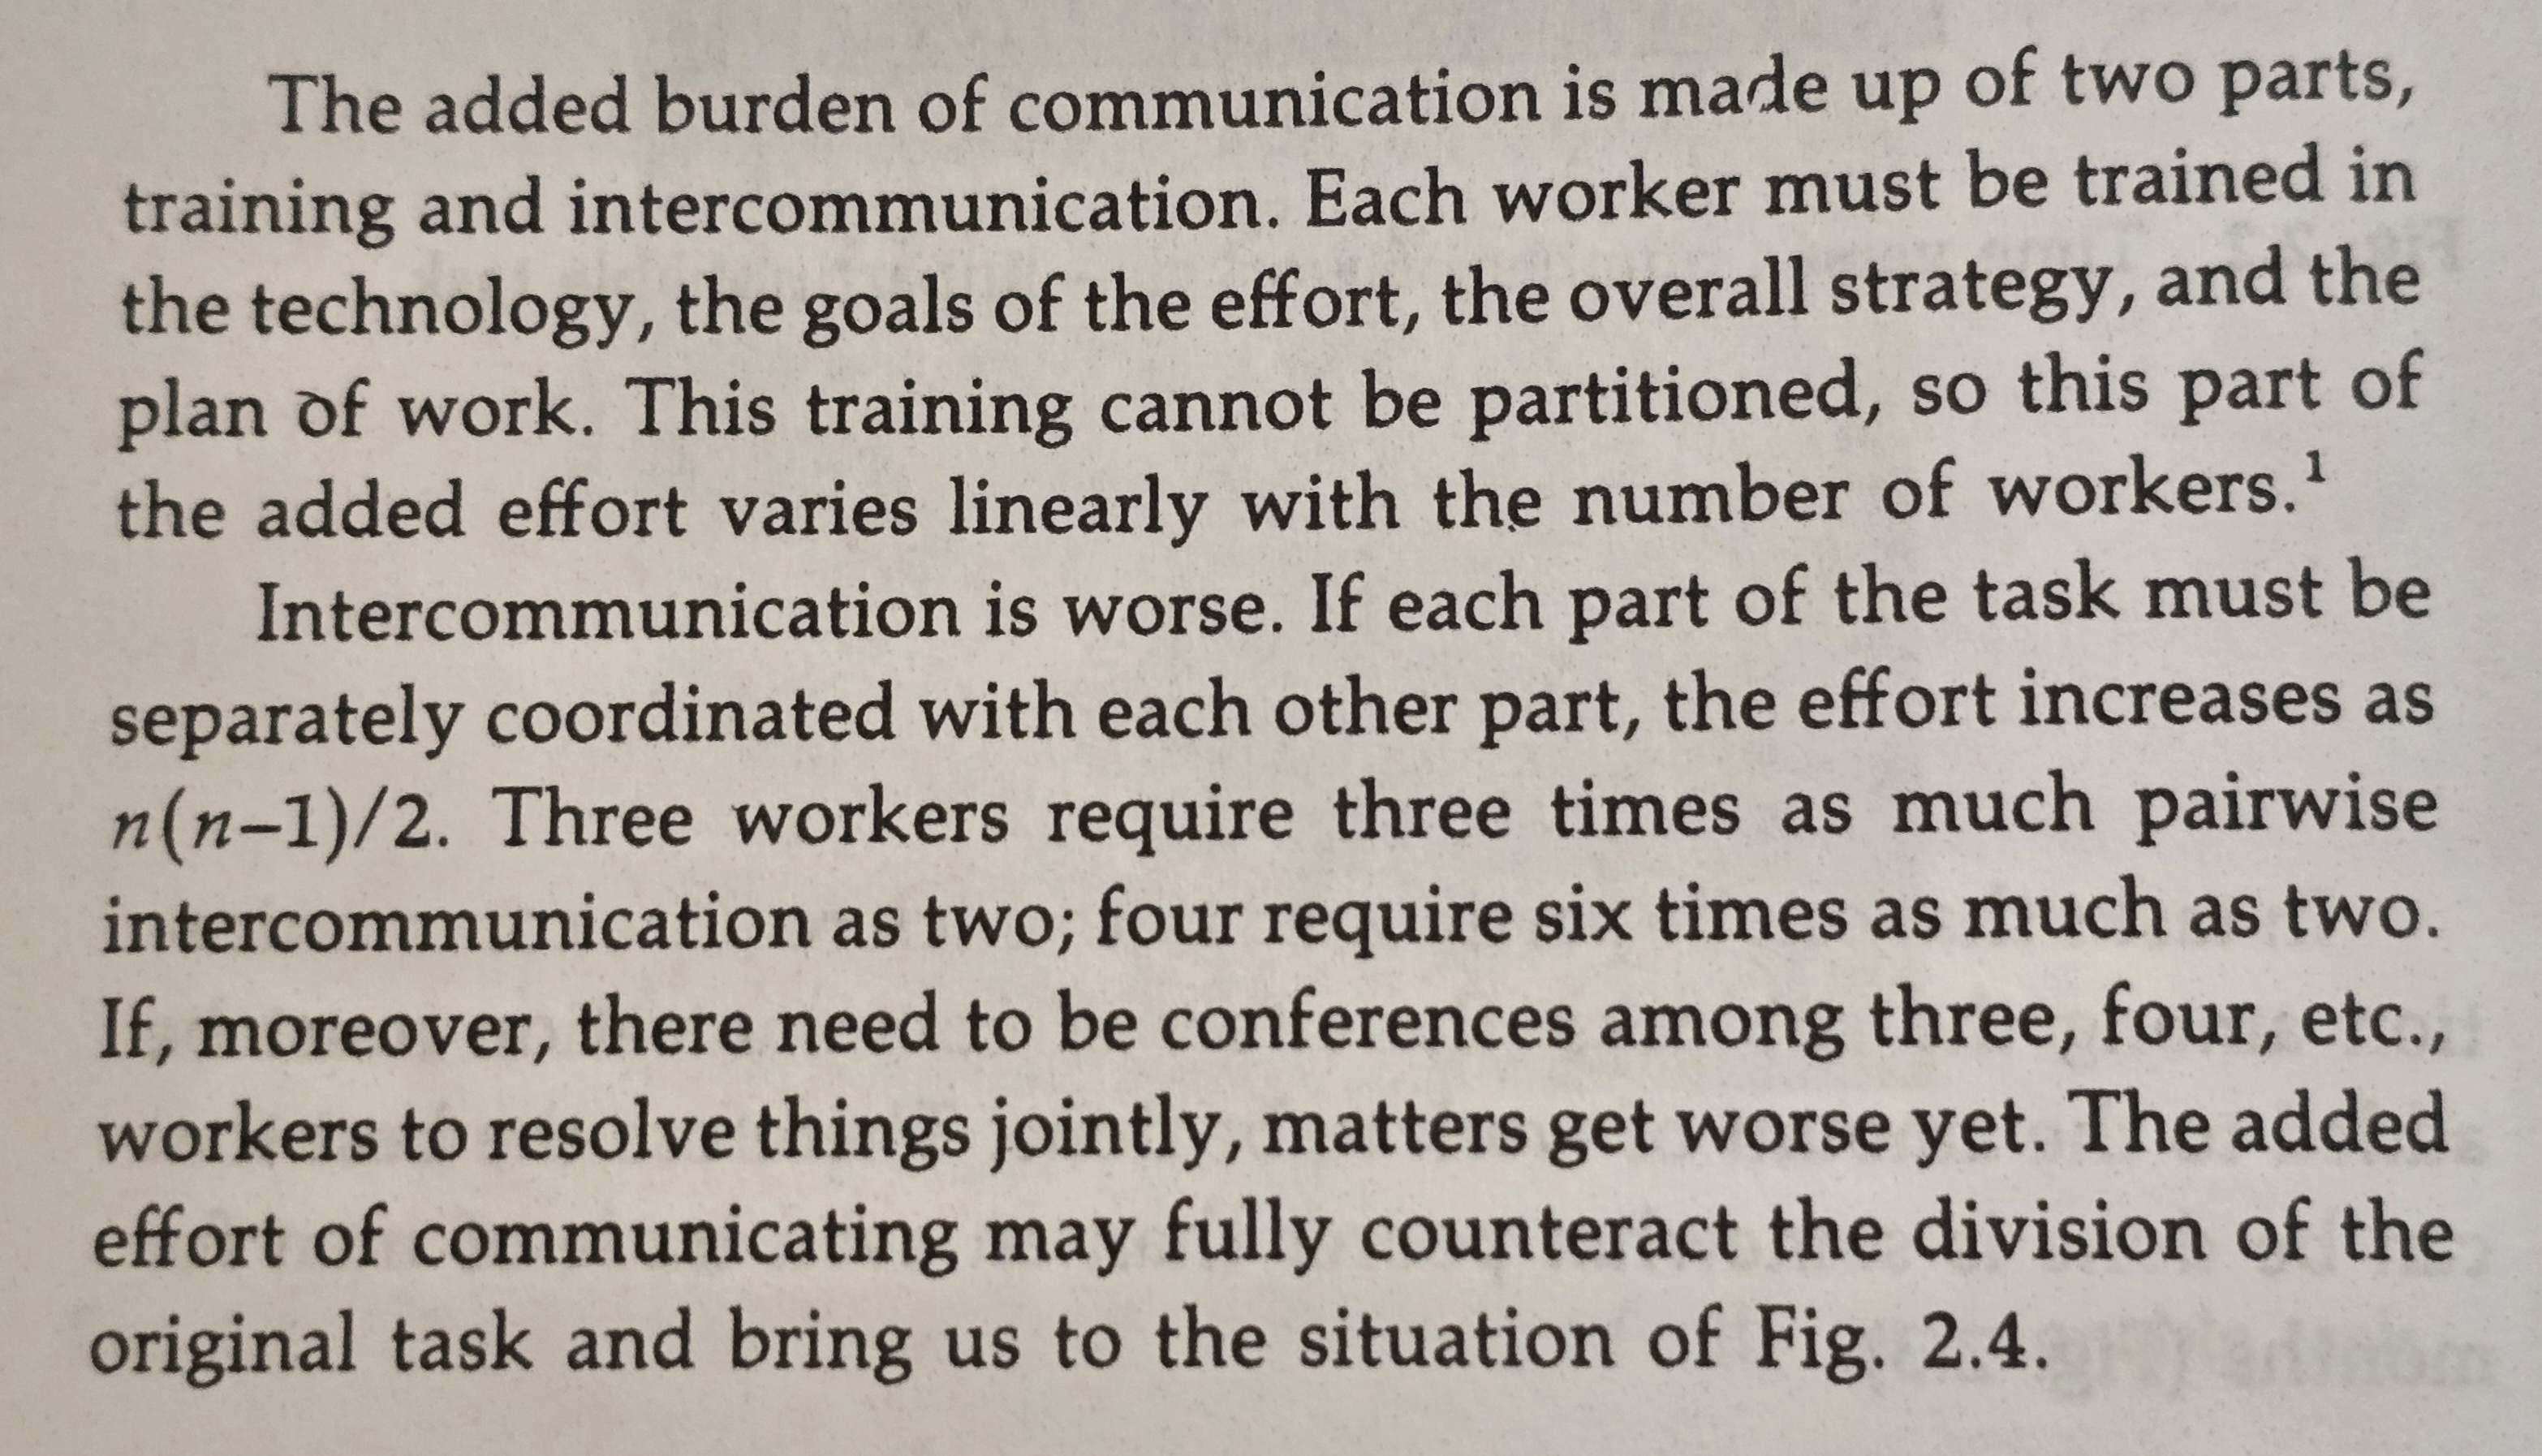 The added burden of communication is made up of two parts,
training and intercommunication. Each worker must be trained in
the technology, the goals of the effort, the overall strategy, and the
plan of work. This training cannot be partitioned, so this part of
the added effort varies linearly with the number of workers.¹
Intercommunication is worse. If each part of the task must be
separately coordinated with each other part, the effort increases as
n(n–1)/2. Three workers require three times as much pairwise
intercommunication as two; four require six times as much as two.
If, moreover, there need to be conferences among three, four, etc.,
workers to resolve things jointly, matters get worse yet. The added
effort of communicating may fully counteract the division of the
original task and bring us to the situation of Fig. 2.4.